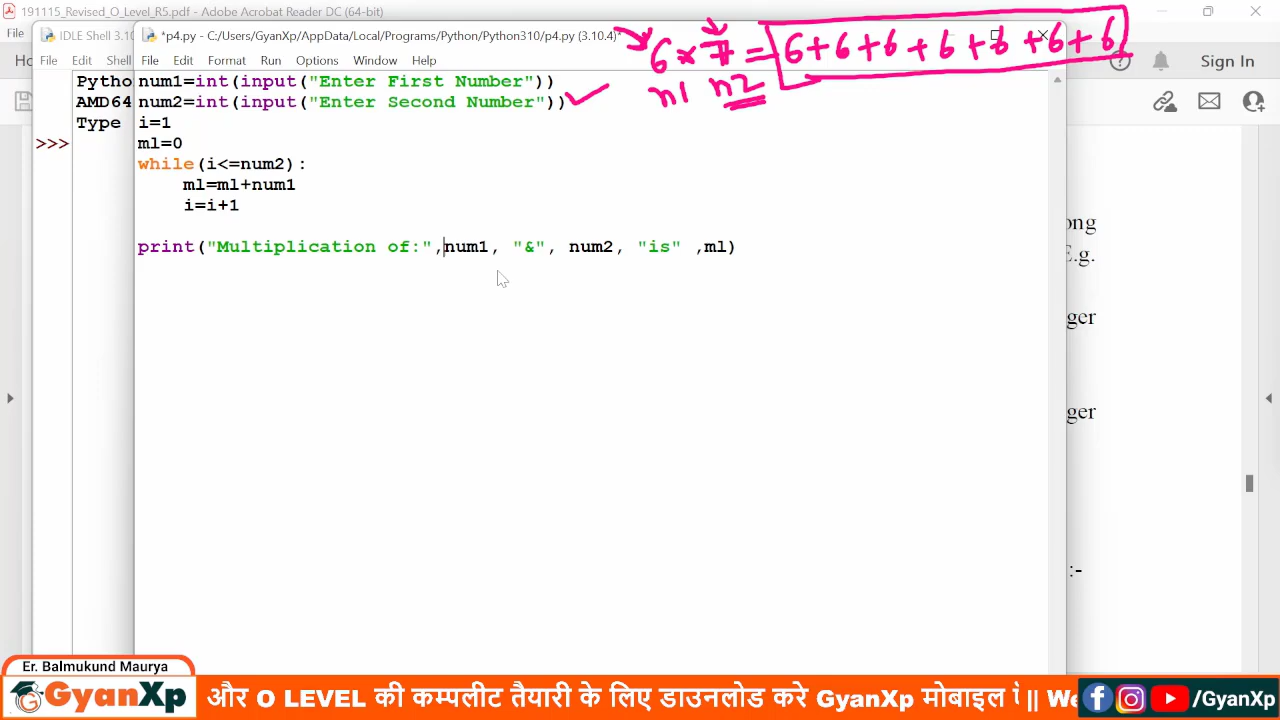 191115_Revised_O_Level_R5.pdf - Adobe Acrobat Reader DC (64-bit)
File
DLE Shell 3.10
*p4.py - C:/Users/GyanXp/AppData/Local/Programs/Python/Python310/p4.py (3.10.4)*
File Edit Shell
File Edit Format Run Options Window Help
Sign In
6 × 7 = 6+6+6+6+6+6+6
n1 n2
Pytho
AMD64
Type
>>>
num1=int(input("Enter First Number"))
num2=int(input("Enter Second Number"))
i=1
ml=0
while(i<=num2):
ml=ml+num1
i=i+1
print("Multiplication of:",num1, "&", num2, "is" ,ml)
ong
E.g.
ger
ger
:-
Er. Balmukund Maurya
GyanXp
और O LEVEL की कम्पलीट तैयारी के लिए डाउनलोड करे GyanXp मोबाइल ऐ || We
/GyanXp